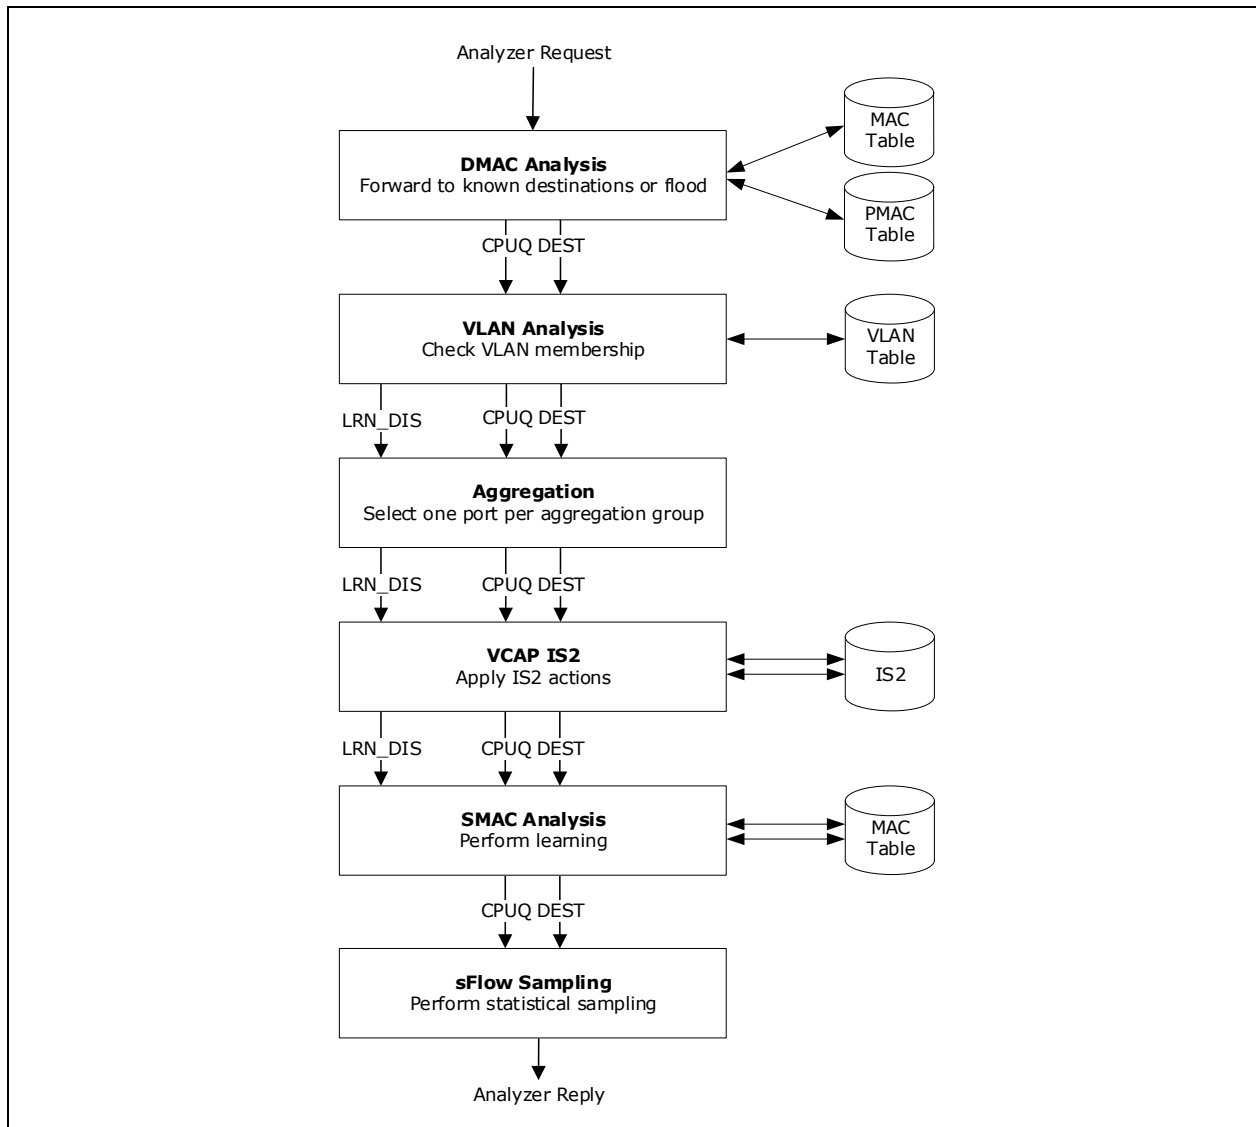 Analyzer Request
MAC
Table
DMAC Analysis
Forward to known destinations or flood
PMAC
Table
CPUQ DEST
VLAN Analysis
Check VLAN membership
VLAN
Table
LRN_DIS
CPUQ DEST
Aggregation
Select one port per aggregation group
LRN_DIS
CPUQ DEST
VCAP IS2
Apply IS2 actions
IS2
LRN_DIS
CPUQ DEST
SMAC Analysis
Perform learning
MAC
Table
CPUQ DEST
sFlow Sampling
Perform statistical sampling
Analyzer Reply